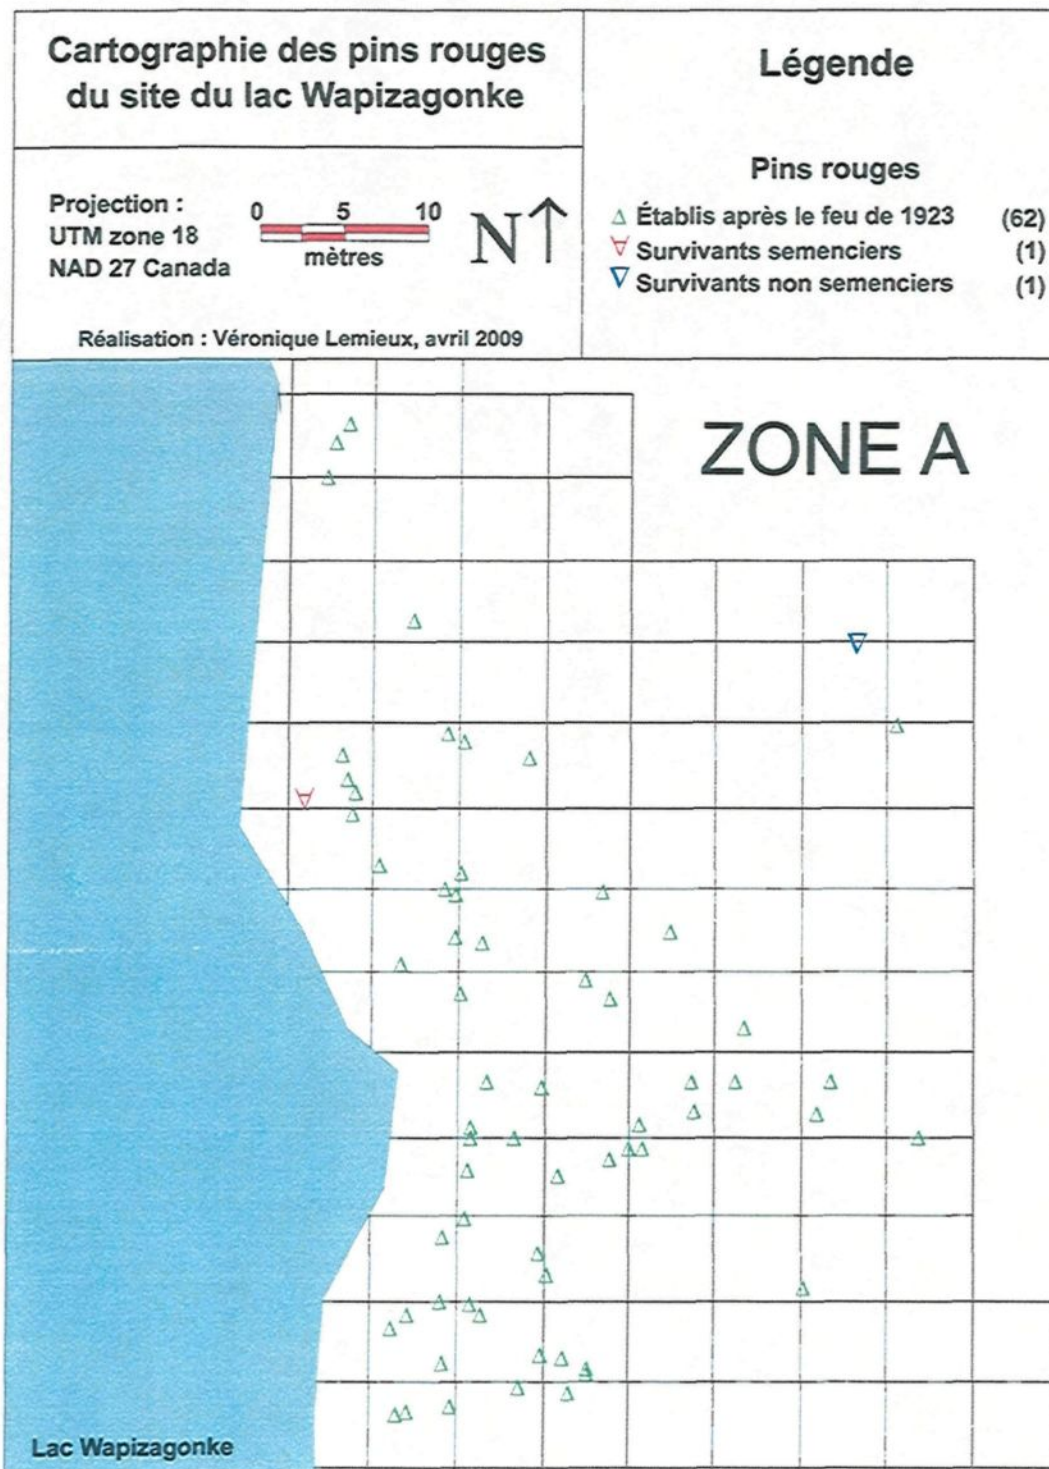 Cartographie des pins rouges
du site du lac Wapizagonke
Projection :
UTM zone 18
NAD 27 Canada
0 5 10
mètres
N
Réalisation : Véronique Lemieux, avril 2009
Légende
Pins rouges
Établis après le feu de 1923 (62)
Survivants semenciers (1)
Survivants non semenciers (1)
ZONE A
Lac Wapizagonke